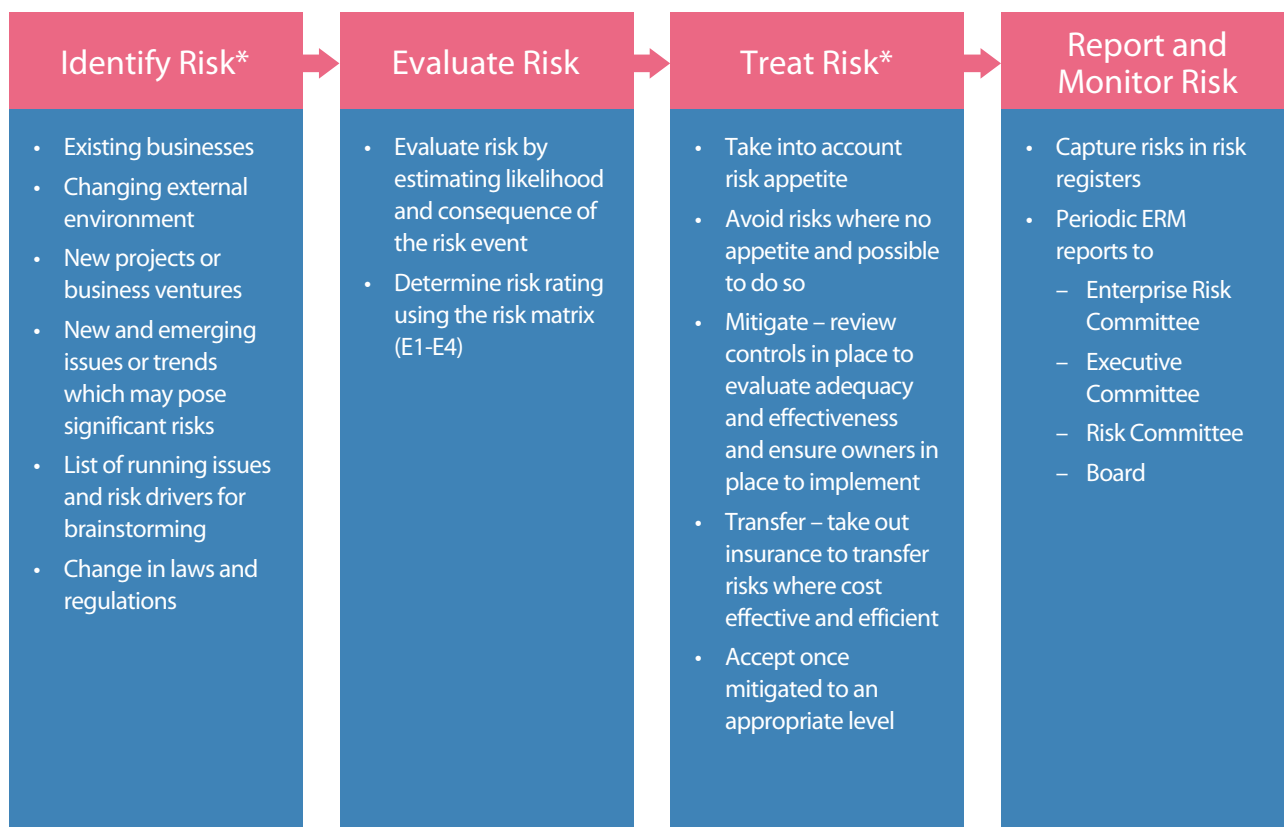 Identify Risk*
• Existing businesses
• Changing external
environment
• New projects or
business ventures
• New and emerging
issues or trends
which may pose
significant risks
• List of running issues
and risk drivers for
brainstorming
• Change in laws and
regulations
Evaluate Risk
• Evaluate risk by
estimating likelihood
and consequence of
the risk event
• Determine risk rating
using the risk matrix
(E1-E4)
Treat Risk*
• Take into account
risk appetite
• Avoid risks where no
appetite and possible
to do so
• Mitigate – review
controls in place to
evaluate adequacy
and effectiveness
and ensure owners in
place to implement
• Transfer – take out
insurance to transfer
risks where cost
effective and efficient
• Accept once
mitigated to an
appropriate level
Report and
Monitor Risk
• Capture risks in risk
registers
• Periodic ERM
reports to
– Enterprise Risk
Committee
– Executive
Committee
– Risk Committee
– Board